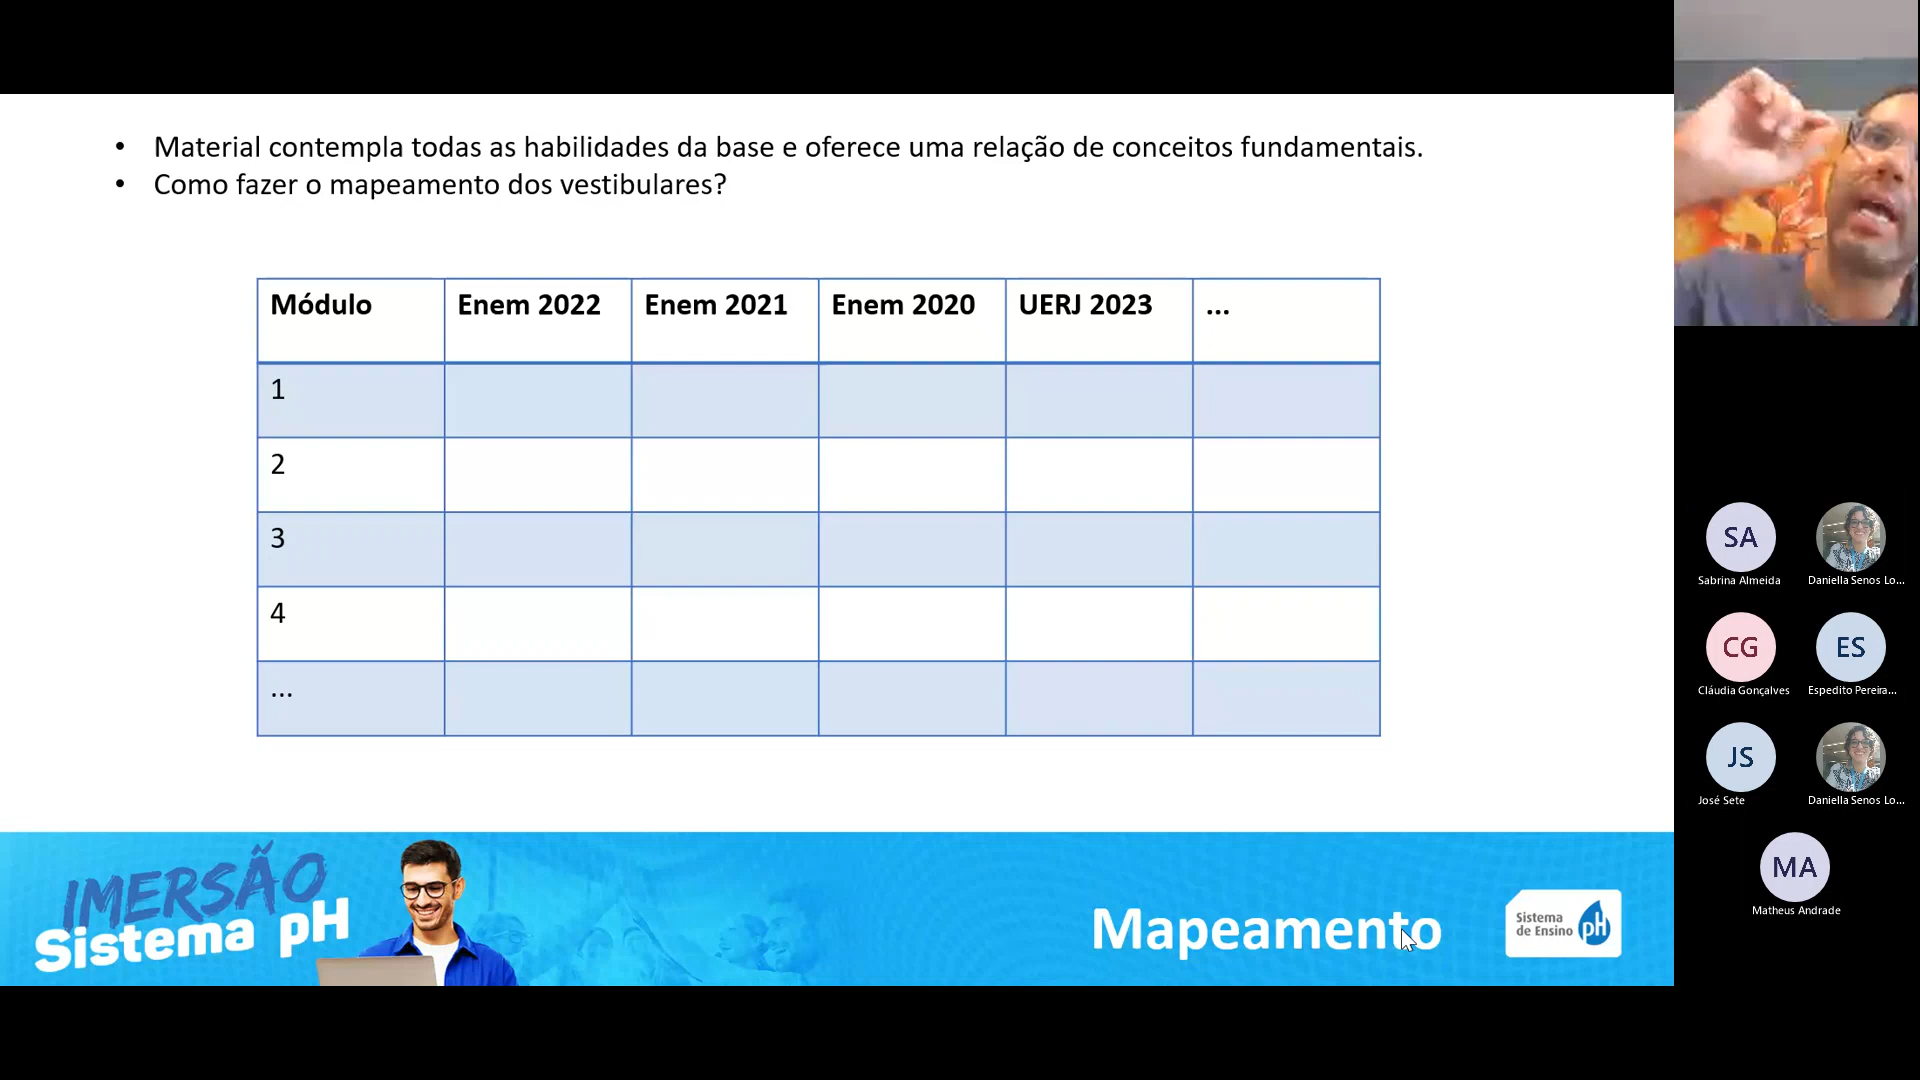 • Material contempla todas as habilidades da base e oferece uma relação de conceitos fundamentais.
• Como fazer o mapeamento dos vestibulares?
Módulo Enem 2022 Enem 2021 Enem 2020 UERJ 2023 ...
1
2
3
4
...
IMERSÃO
Sistema pH
Mapeamento
Sistema
de Ensino pH
SA
Sabrina Almeida
Daniella Senos Lo...
CG
Cláudia Gonçalves
ES
Espedito Pereira...
JS
José Sete
Daniella Senos Lo...
MA
Matheus Andrade